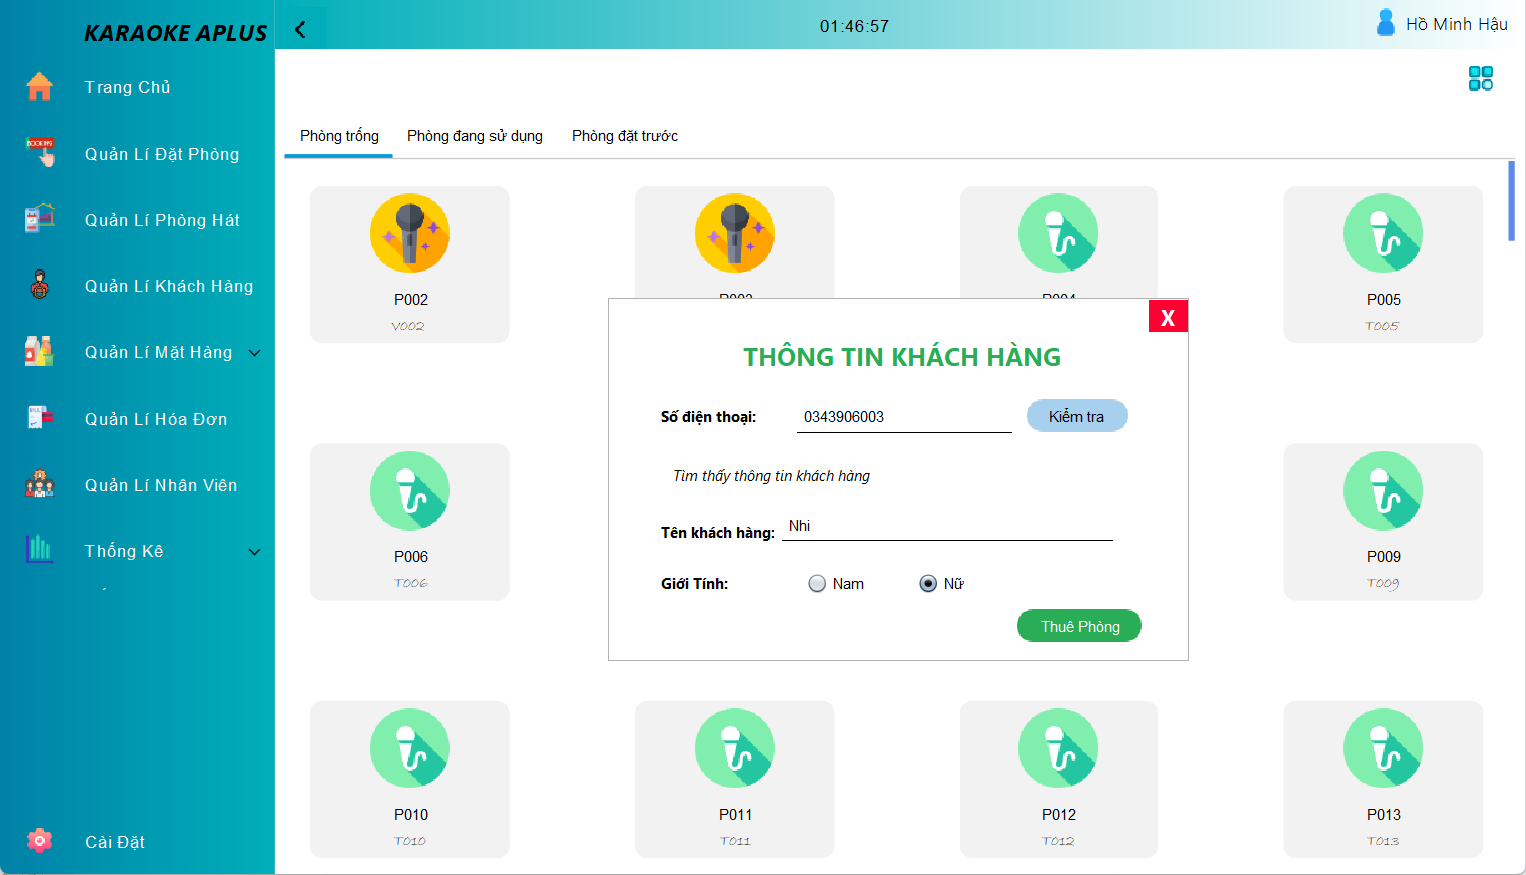 KARAOKE APLUS
01:46:57
Hồ Minh Hậu
Trang Chủ
Quản Lí Đặt Phòng
Quản Lí Phòng Hát
Quản Lí Khách Hàng
Quản Lí Mặt Hàng
Quản Lí Hóa Đơn
Quản Lí Nhân Viên
Thống Kê
Cài Đặt
Phòng trống
Phòng đang sử dụng
Phòng đặt trước
P002
V002
P005
T005
X
THÔNG TIN KHÁCH HÀNG
Số điện thoại:
0343906003
Kiểm tra
Tìm thấy thông tin khách hàng
Tên khách hàng:
Nhi
Giới Tính:
Nam
Nữ
Thuê Phòng
P006
T006
P009
T009
P010
T010
P011
T011
P012
T012
P013
T013